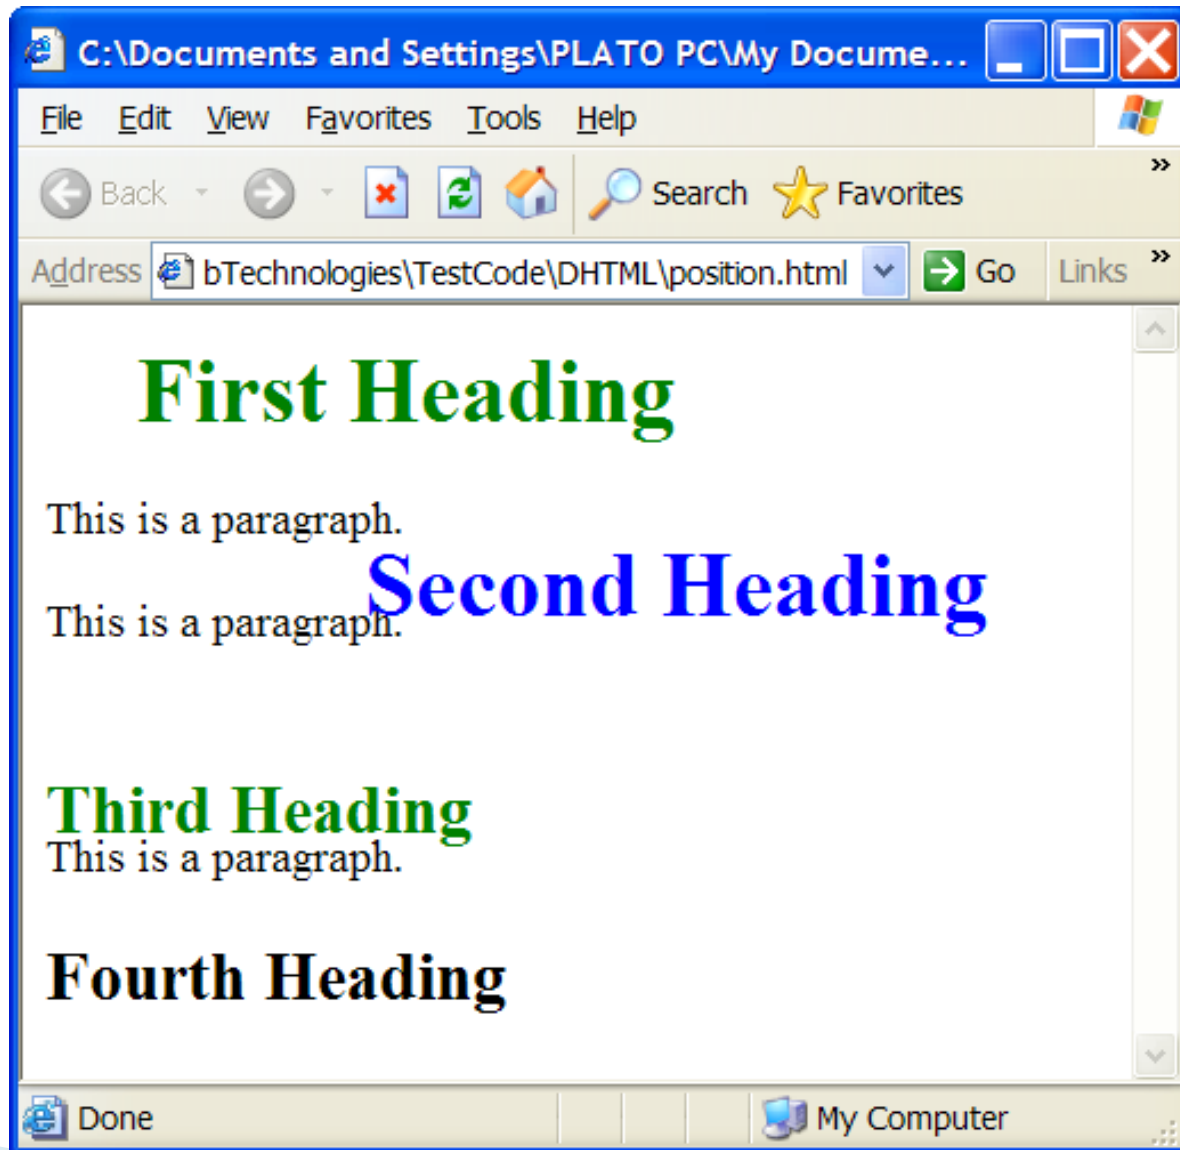 C:\Documents and Settings\PLATO PC\My Docume...
File Edit View Favorites Tools Help
Back Search Favorites »
Address bTechnologies\TestCode\DHTML\position.html Go Links »
First Heading
This is a paragraph.
Second Heading
This is a paragraph.
Third Heading
This is a paragraph.
Fourth Heading
Done My Computer